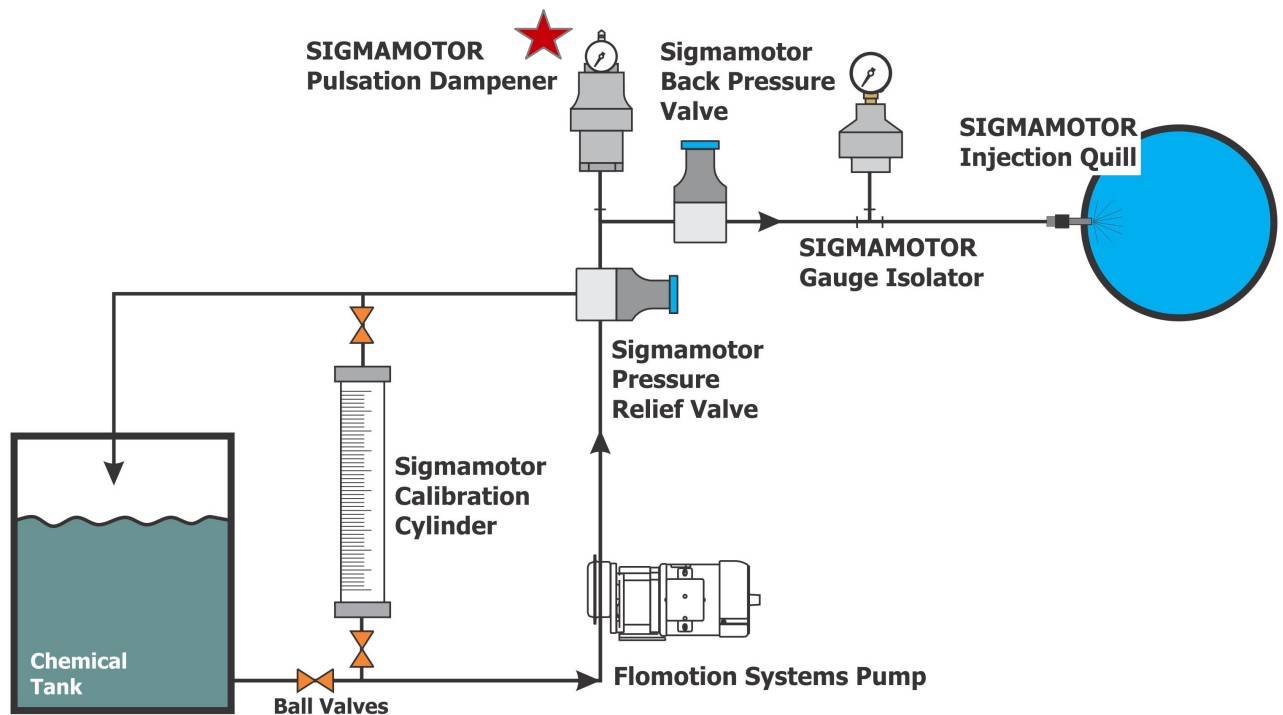 SIGMAMOTOR
Pulsation Dampener
Sigmamotor
Back Pressure
Valve
SIGMAMOTOR
Injection Quill
SIGMAMOTOR
Gauge Isolator
Sigmamotor
Pressure
Relief Valve
Sigmamotor
Calibration
Cylinder
Chemical
Tank
Flomotion Systems Pump
Ball Valves